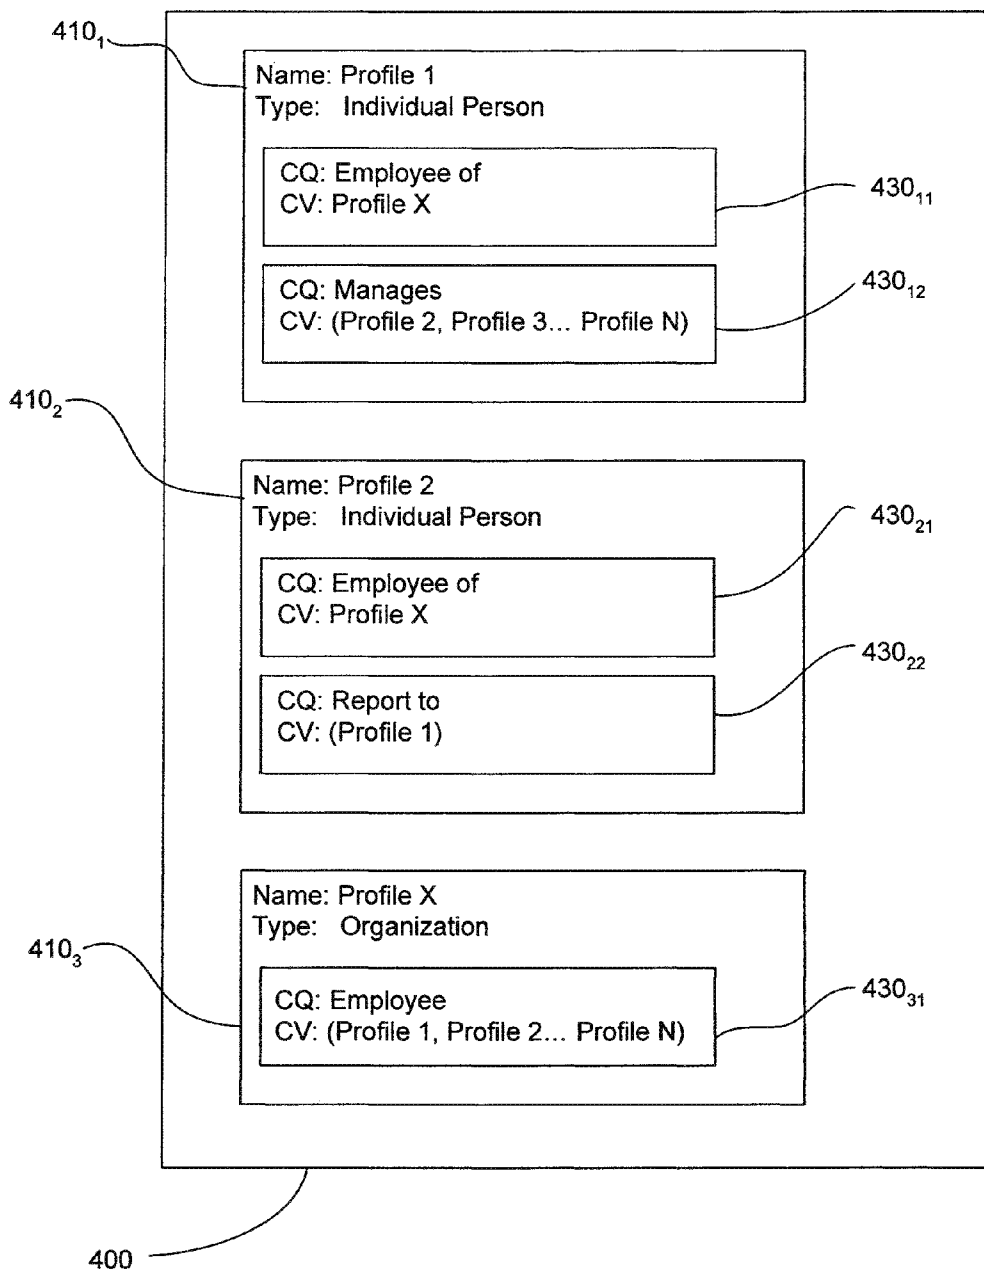 410₁
Name: Profile 1
Type: Individual Person
CQ: Employee of
CV: Profile X
430₁₁
CQ: Manages
CV: (Profile 2, Profile 3... Profile N)
430₁₂
410₂
Name: Profile 2
Type: Individual Person
CQ: Employee of
CV: Profile X
430₂₁
CQ: Report to
CV: (Profile 1)
430₂₂
410₃
Name: Profile X
Type: Organization
CQ: Employee
CV: (Profile 1, Profile 2... Profile N)
430₃₁
400